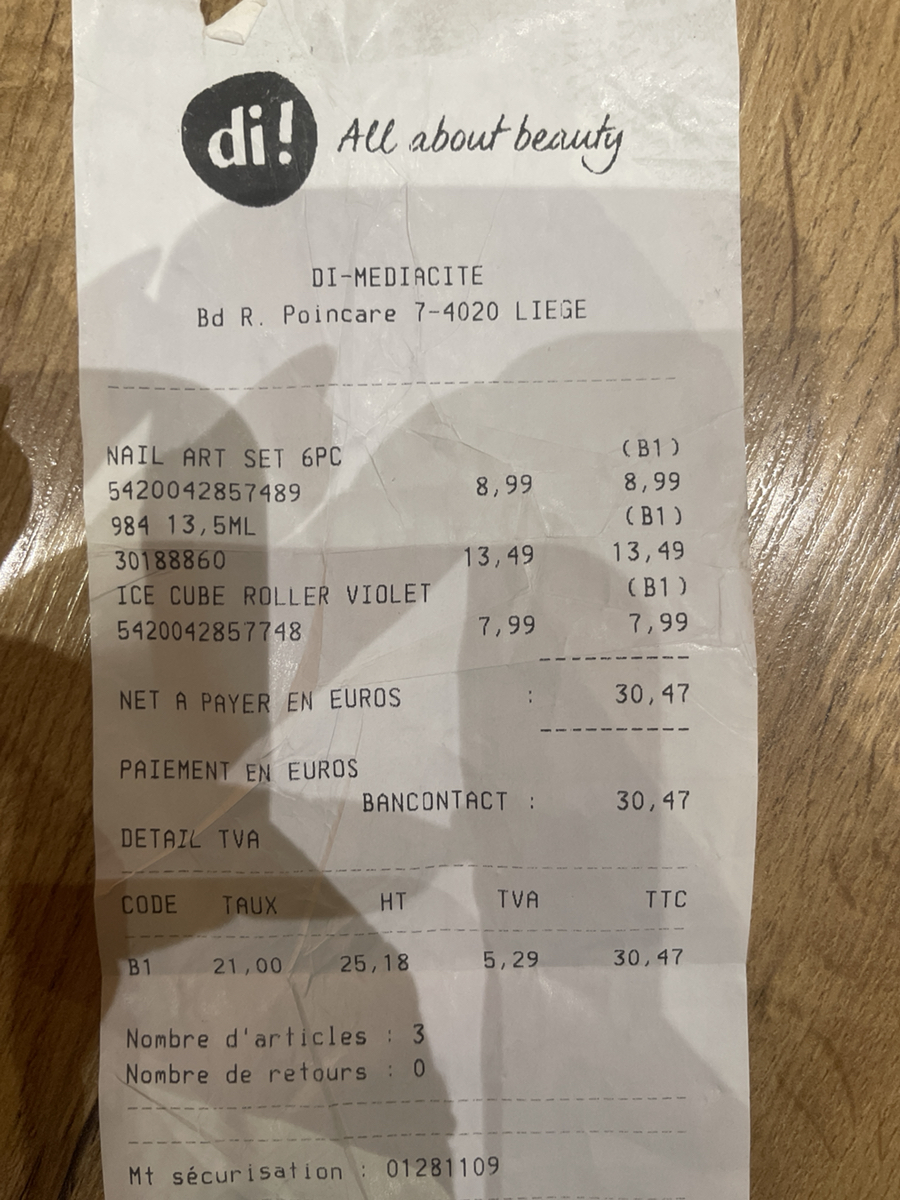 di! All about beauty
DI-MEDIACITE
Bd R. Poincare 7-4020 LIEGE
NAIL ART SET 6PC (B1)
5420042857489 8,99 8,99
984 13,5ML (B1)
30188860 13,49 13,49
ICE CUBE ROLLER VIOLET (B1)
5420042857748 7,99 7,99
NET A PAYER EN EUROS : 30,47
PAIEMENT EN EUROS
BANCONTACT : 30,47
DETAIL TVA
CODE TAUX HT TVA TTC
B1 21,00 25,18 5,29 30,47
Nombre d'articles : 3
Nombre de retours : 0
Mt sécurisation : 01281109